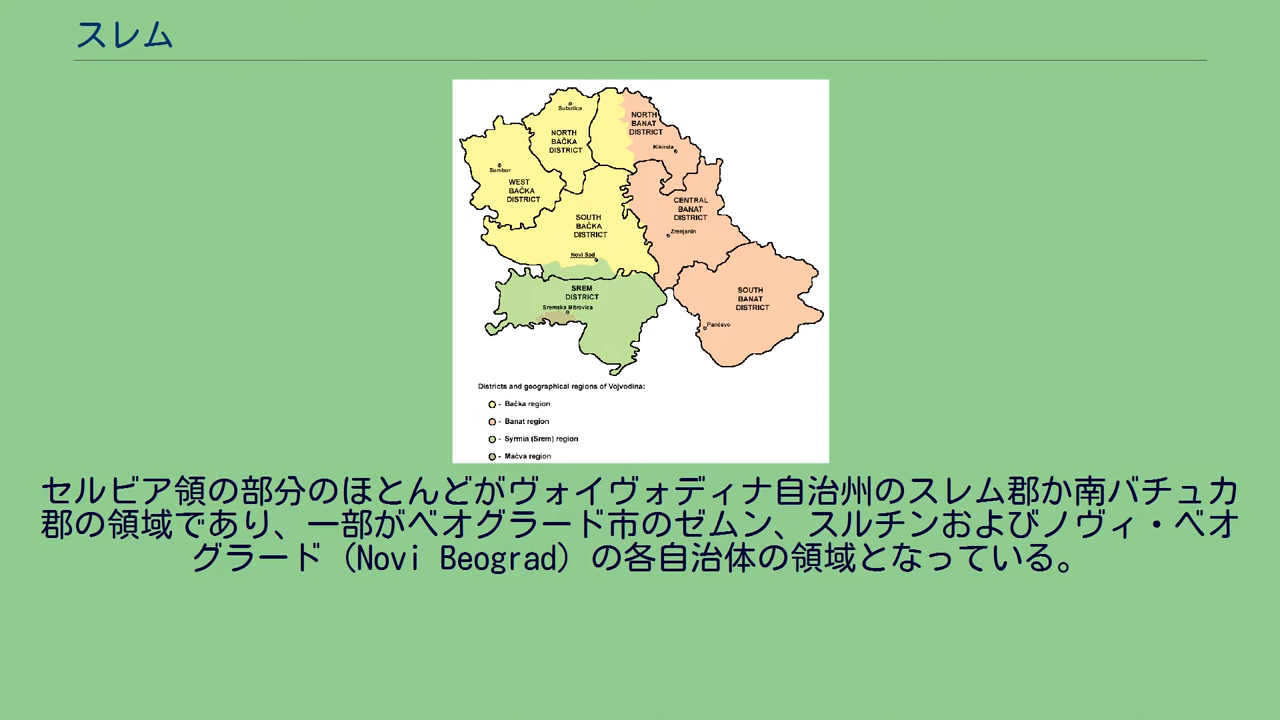 スレム
Subotica
NORTH
BANAT
DISTRICT
NORTH
BAČKA
DISTRICT
Kikinda
Sombor
WEST
BAČKA
DISTRICT
CENTRAL
BANAT
DISTRICT
SOUTH
BAČKA
DISTRICT
Zrenjanin
Novi Sad
SREM
DISTRICT
SOUTH
BANAT
DISTRICT
Sremska Mitrovica
Pančevo
Districts and geographical regions of Vojvodina:
- Bačka region
- Banat region
- Syrmia (Srem) region
- Mačva region
セルビア領の部分のほとんどがヴォイヴォディナ自治州のスレム郡か南バチュカ
郡の領域であり、一部がベオグラード市のゼムン、スルチンおよびノヴィ・ベオ
グラード（Novi Beograd）の各自治体の領域となっている。